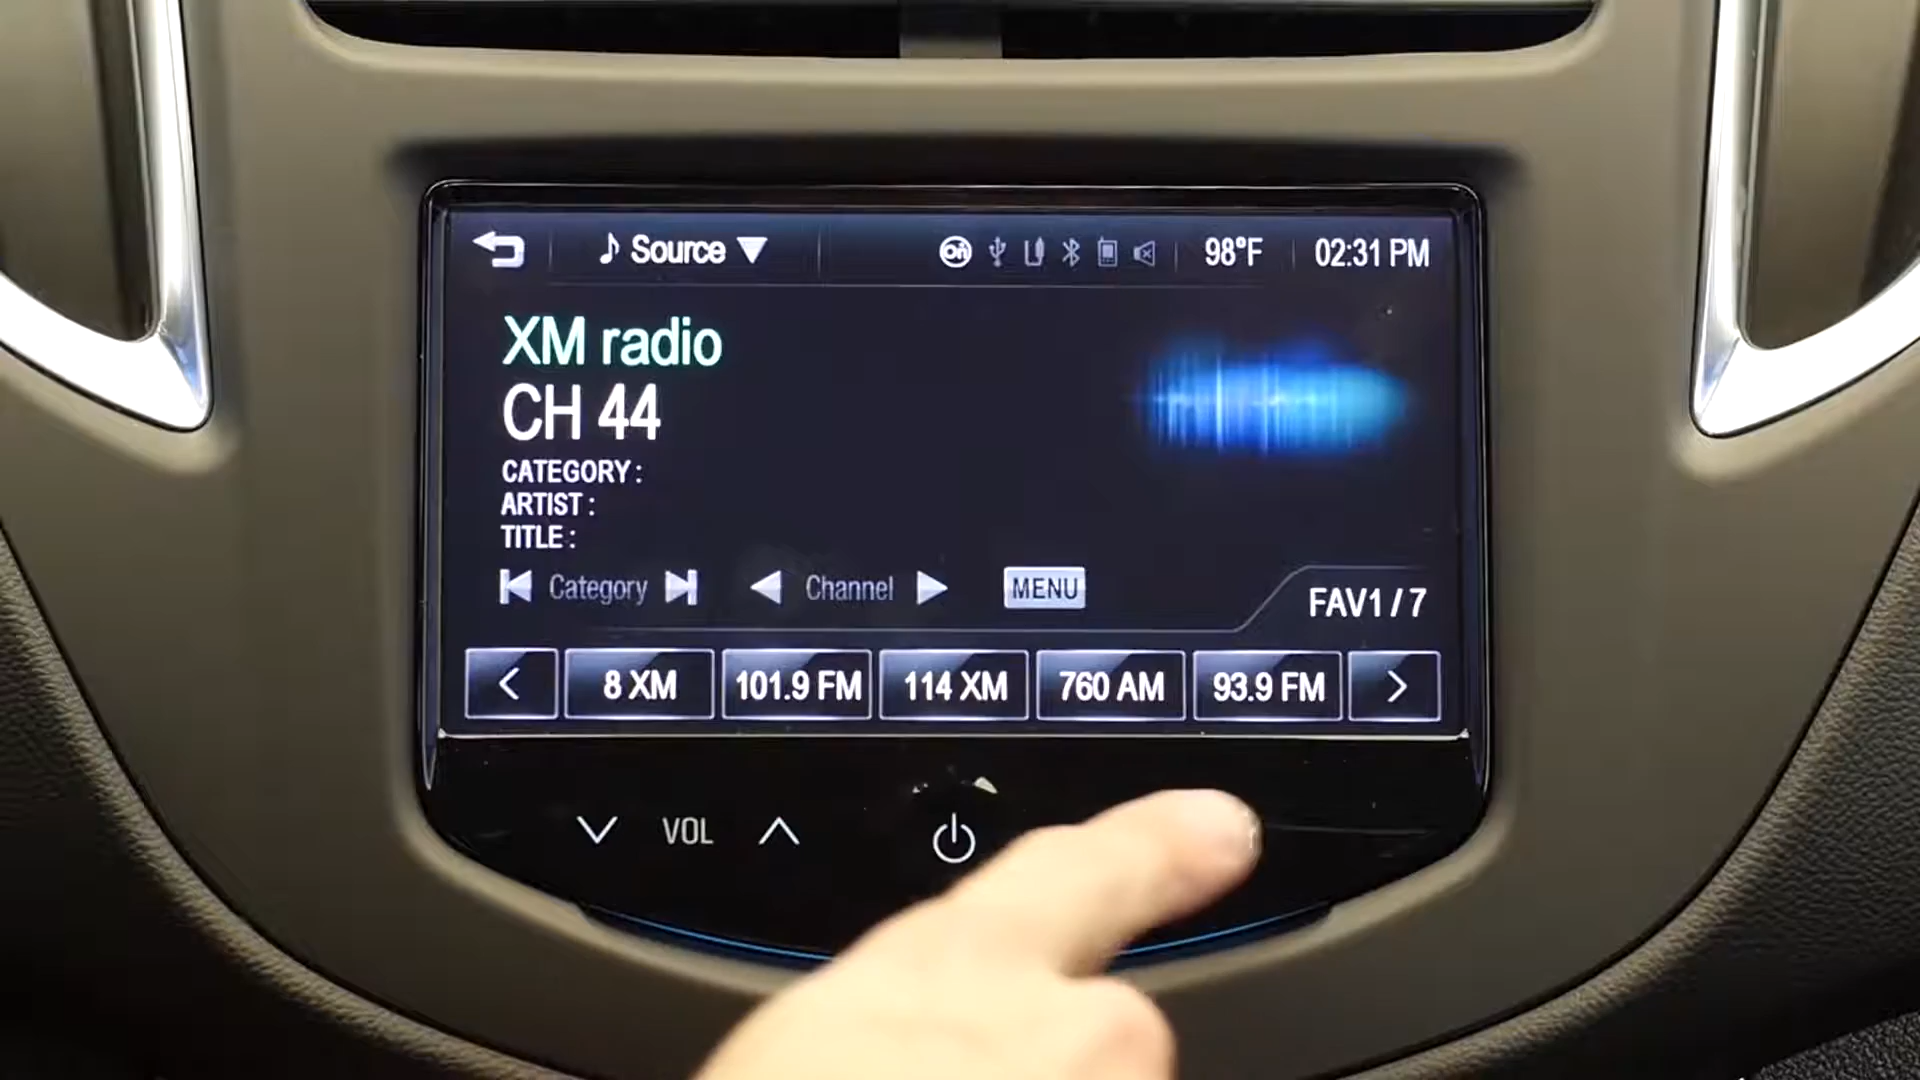 Source 98°F 02:31 PM
XM radio
CH 44
CATEGORY :
ARTIST :
TITLE :
Category Channel MENU FAV1 / 7
8 XM 101.9 FM 114 XM 760 AM 93.9 FM
VOL